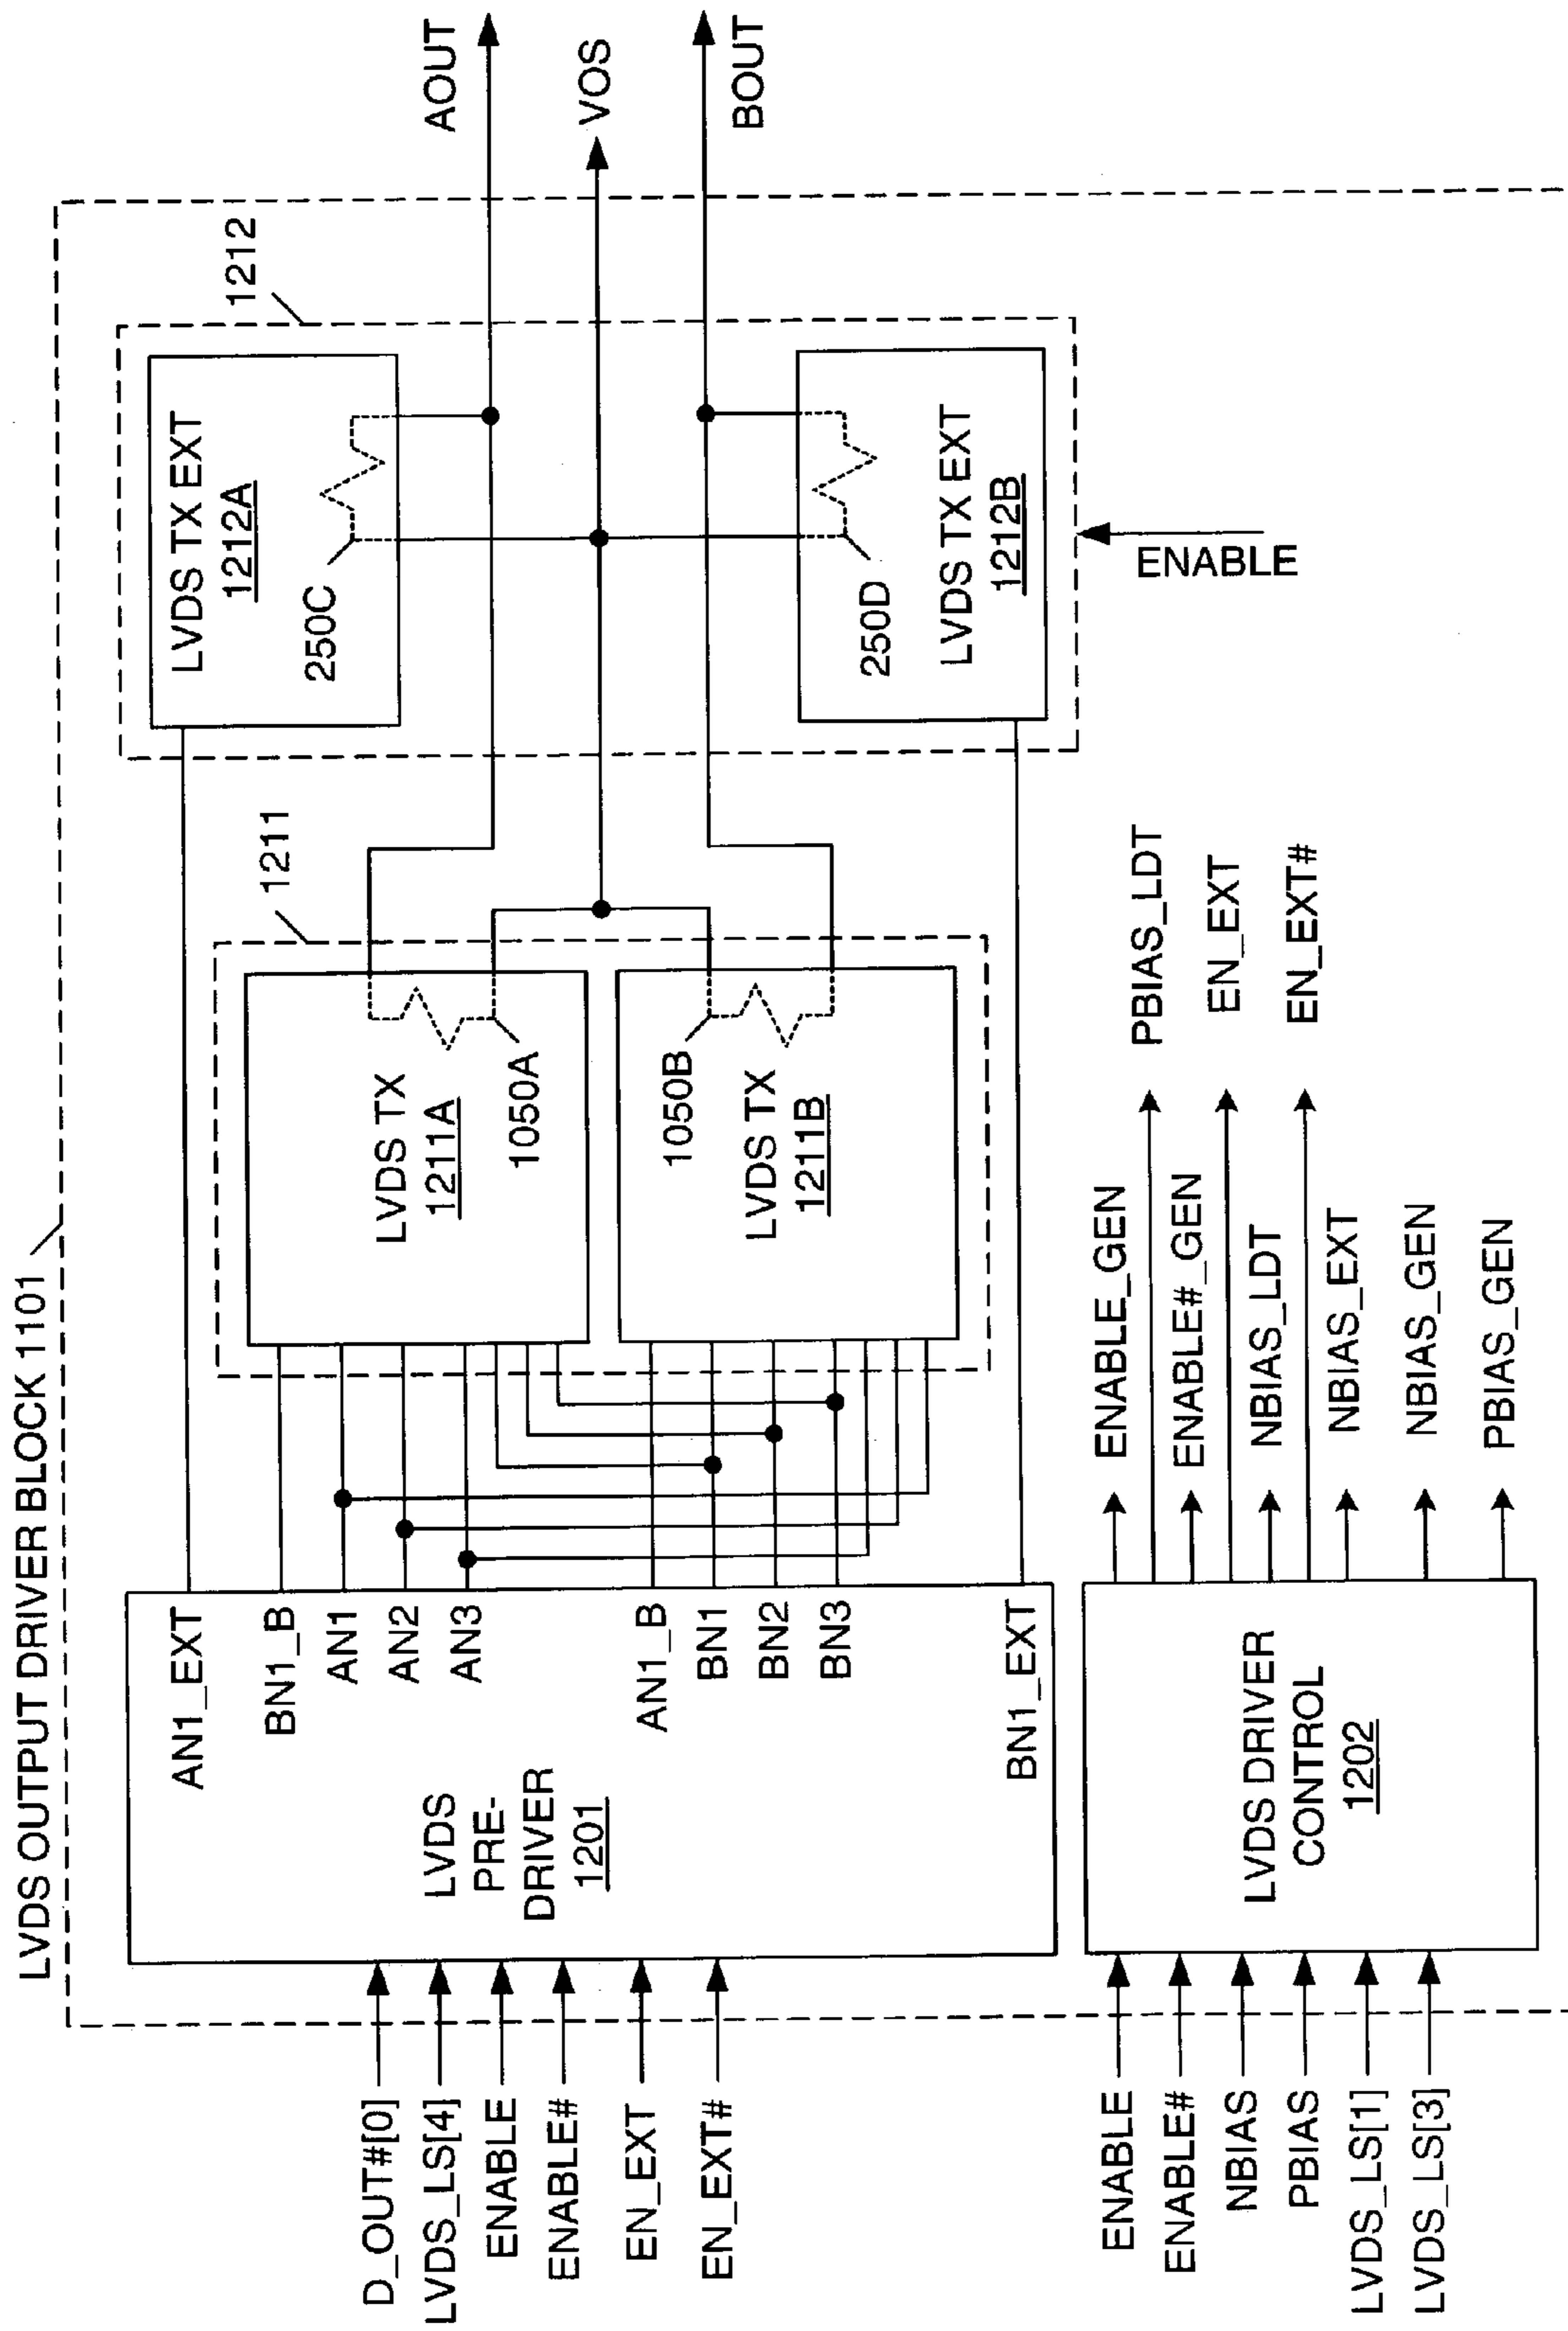 LVDS OUTPUT DRIVER BLOCK 1101
D_OUT#[0]
LVDS_LS[4]
ENABLE
ENABLE#
EN_EXT
EN_EXT#
LVDS
PRE-
DRIVER
1201
AN1_EXT
BN1_B
AN1
AN2
AN3
AN1_B
BN1
BN2
BN3
BN1_EXT
1211
LVDS TX
1211A
1050A
1050B
LVDS TX
1211B
1212
LVDS TX EXT
1212A
250C
250D
LVDS TX EXT
1212B
ENABLE
AOUT
VOS
BOUT
ENABLE
ENABLE#
NBIAS
PBIAS
LVDS_LS[1]
LVDS_LS[3]
LVDS DRIVER
CONTROL
1202
ENABLE_GEN
PBIAS_LDT
ENABLE#_GEN
EN_EXT
NBIAS_LDT
EN_EXT#
NBIAS_EXT
NBIAS_GEN
PBIAS_GEN